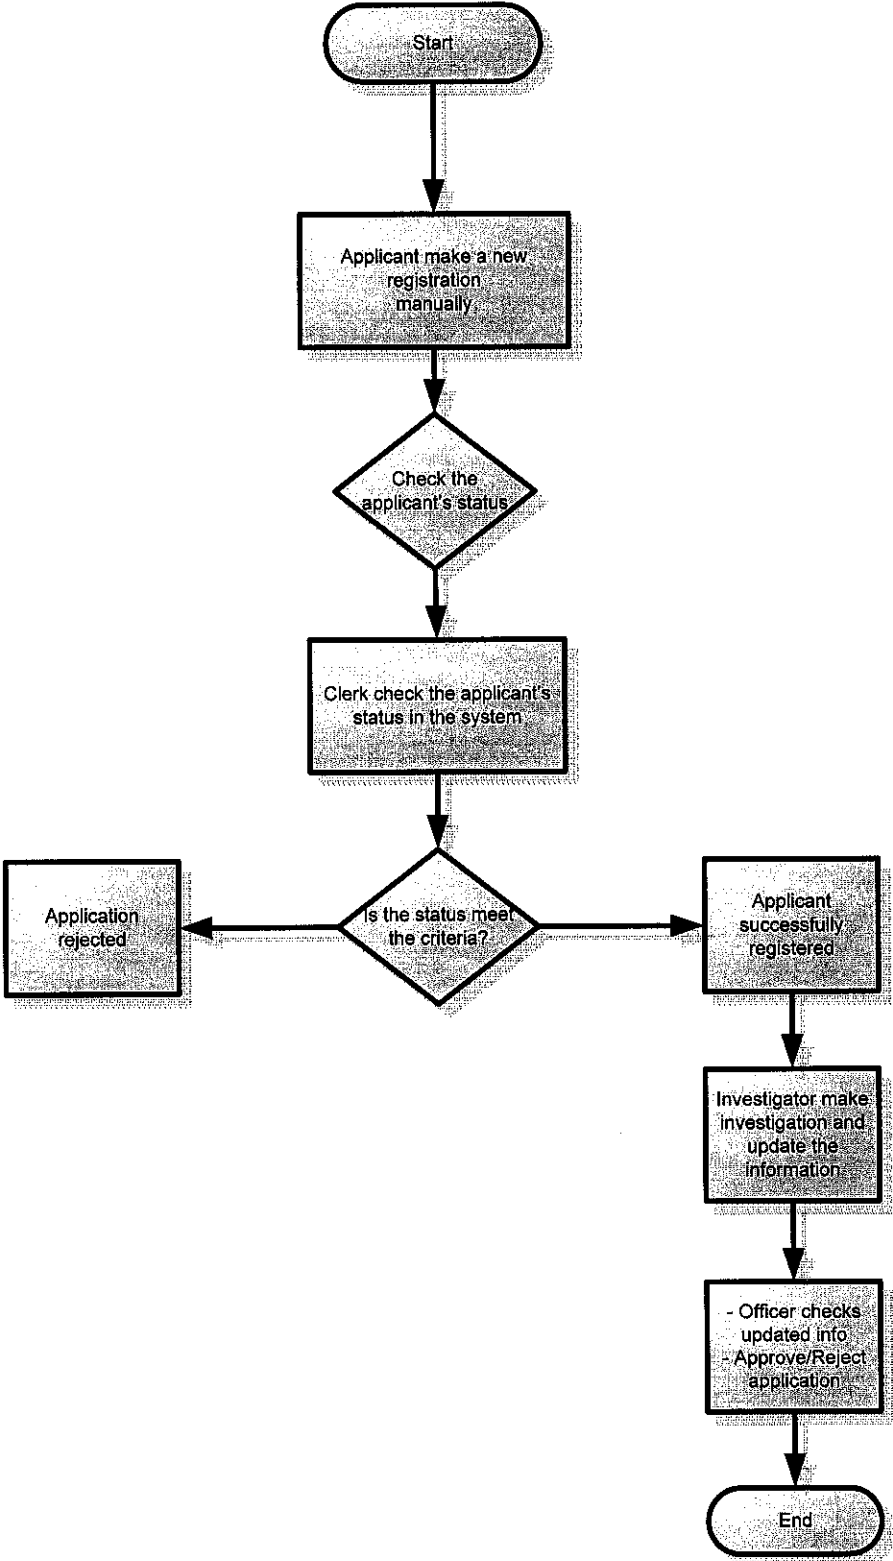 Start
Applicant make a new
registration
manually
Check the
applicant's status
Clerk check the applicant's
status in the system
Is the status meet
the criteria?
Application
rejected
Applicant
successfully
registered
Investigator make
investigation and
update the
information
- Officer checks
updated info
- Approve/Reject
application
End